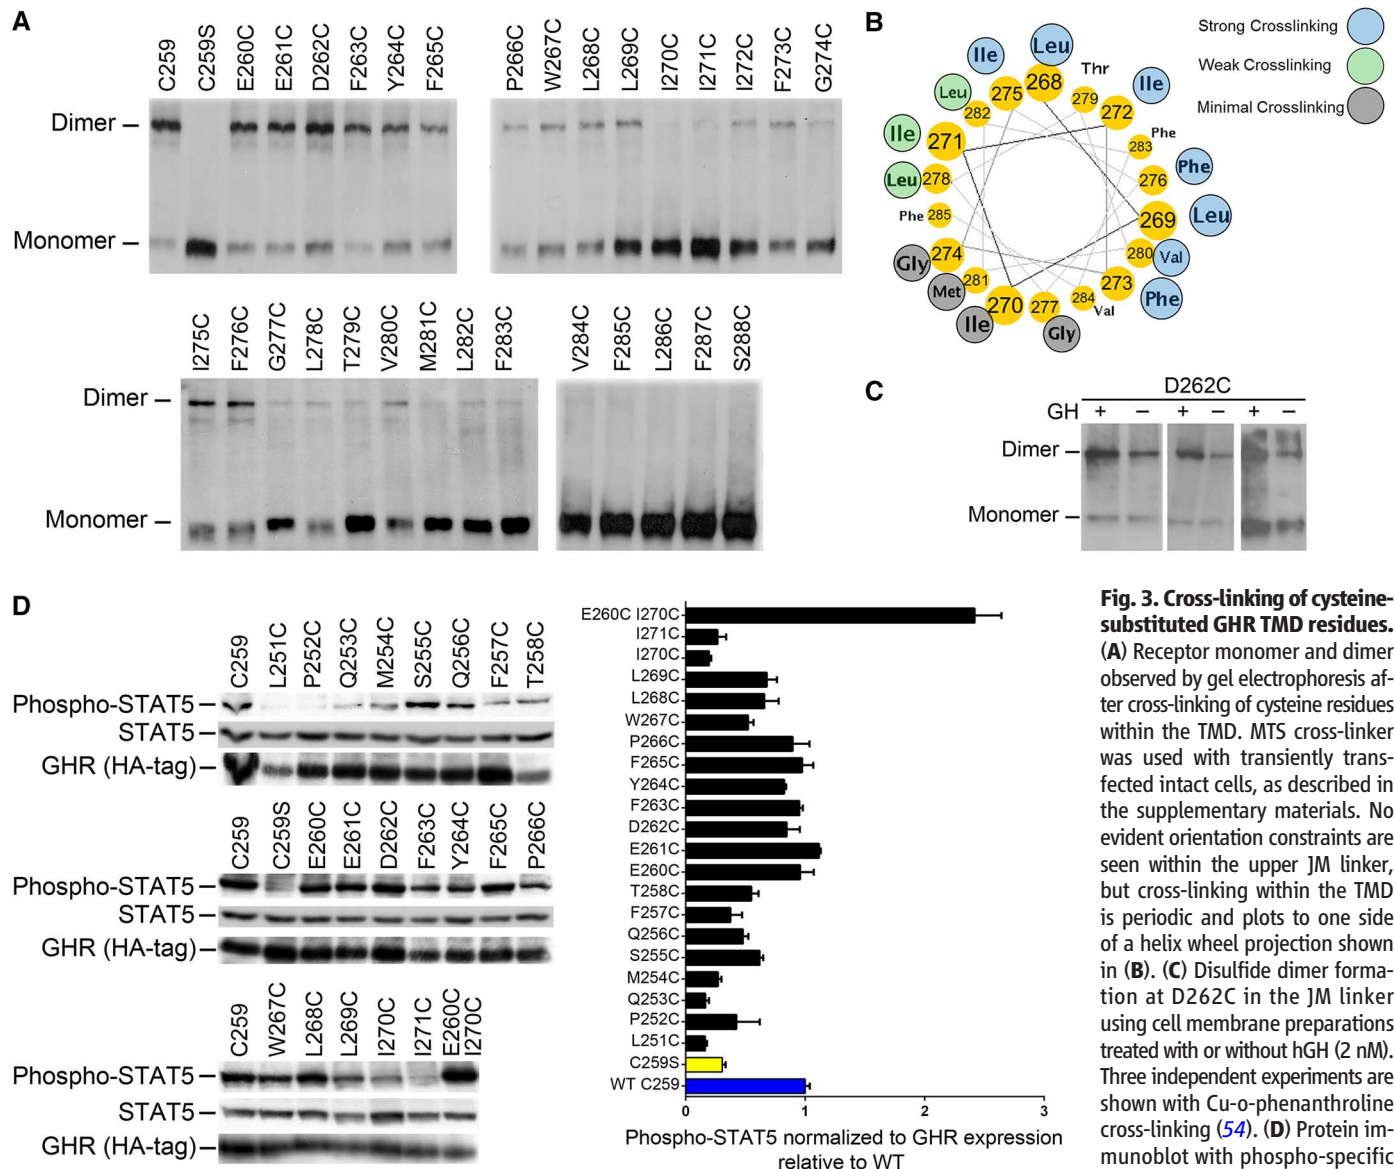 A
C259 C259S E260C E261C D262C F263C Y264C F265C
P266C W267C L268C L269C I270C I271C I272C F273C G274C
Dimer
Monomer
I275C F276C G277C L278C T279C V280C M281C L282C F283C
V284C F285C L286C F287C S288C
Dimer
Monomer
B
Strong Crosslinking
Weak Crosslinking
Minimal Crosslinking
Leu
Ile
268
Thr
Ile
275
279
272
Leu
282
Phe
283
Ile
271
Phe
276
Leu
278
Leu
269
Phe
285
280
Val
Gly
274
273
Phe
Met
281
270
277
284
Val
Ile
Gly
C
D262C
GH + − + − + −
Dimer
Monomer
D
C259 L251C P252C Q253C M254C S255C Q256C F257C T258C
Phospho-STAT5
STAT5
GHR (HA-tag)
C259 C259S E260C E261C D262C F263C Y264C F265C P266C
Phospho-STAT5
STAT5
GHR (HA-tag)
C259 W267C L268C L269C I270C I271C E260C I270C
Phospho-STAT5
STAT5
GHR (HA-tag)
E260C I270C
I271C
I270C
L269C
L268C
W267C
P266C
F265C
Y264C
F263C
D262C
E261C
E260C
T258C
F257C
Q256C
S255C
M254C
Q253C
P252C
L251C
C259S
WT C259
0 1 2 3
Phospho-STAT5 normalized to GHR expression
relative to WT
Fig. 3. Cross-linking of cysteine-
substituted GHR TMD residues.
(A) Receptor monomer and dimer
observed by gel electrophoresis af-
ter cross-linking of cysteine residues
within the TMD. MTS cross-linker
was used with transiently trans-
fected intact cells, as described in
the supplementary materials. No
evident orientation constraints are
seen within the upper JM linker,
but cross-linking within the TMD
is periodic and plots to one side
of a helix wheel projection shown
in (B). (C) Disulfide dimer forma-
tion at D262C in the JM linker
using cell membrane preparations
treated with or without hGH (2 nM).
Three independent experiments are
shown with Cu-o-phenanthroline
cross-linking (54). (D) Protein im-
munoblot with phospho-specific